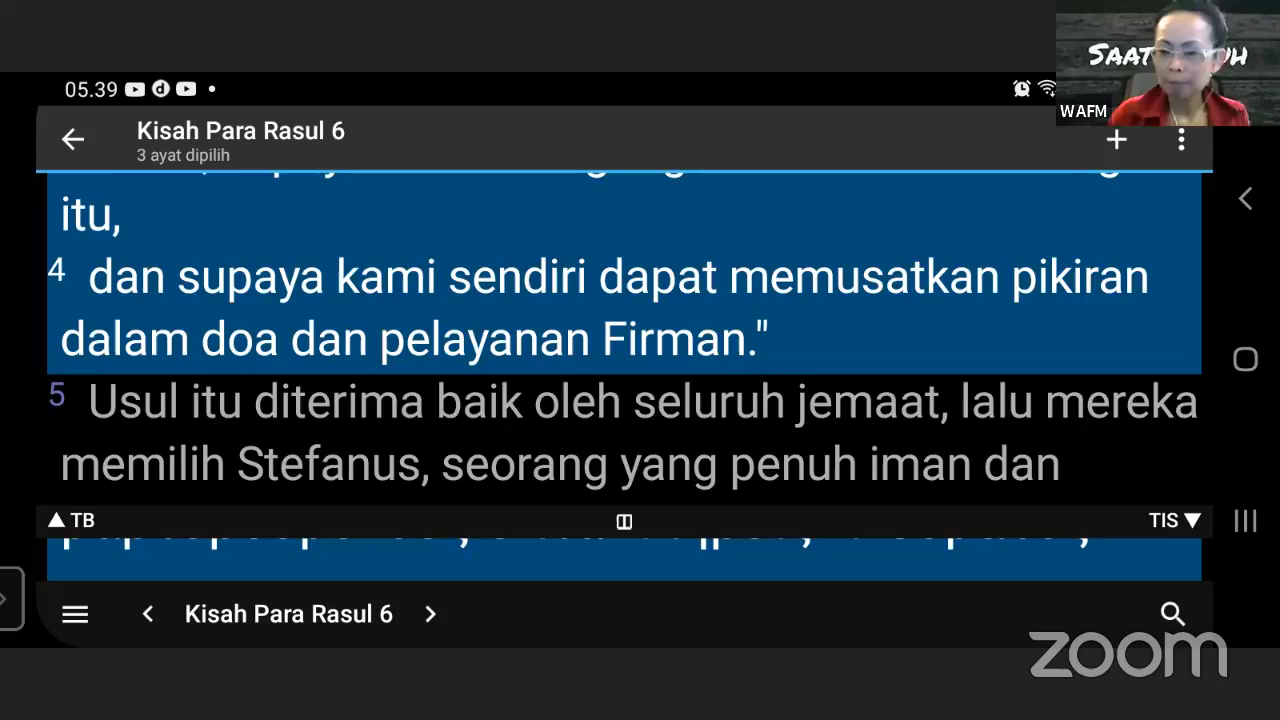 05.39
SAAT
UH
WAFM
Kisah Para Rasul 6
3 ayat dipilih
itu,
4 dan supaya kami sendiri dapat memusatkan pikiran
dalam doa dan pelayanan Firman."
5 Usul itu diterima baik oleh seluruh jemaat, lalu mereka
memilih Stefanus, seorang yang penuh iman dan
TB
TIS
Kisah Para Rasul 6
zoom